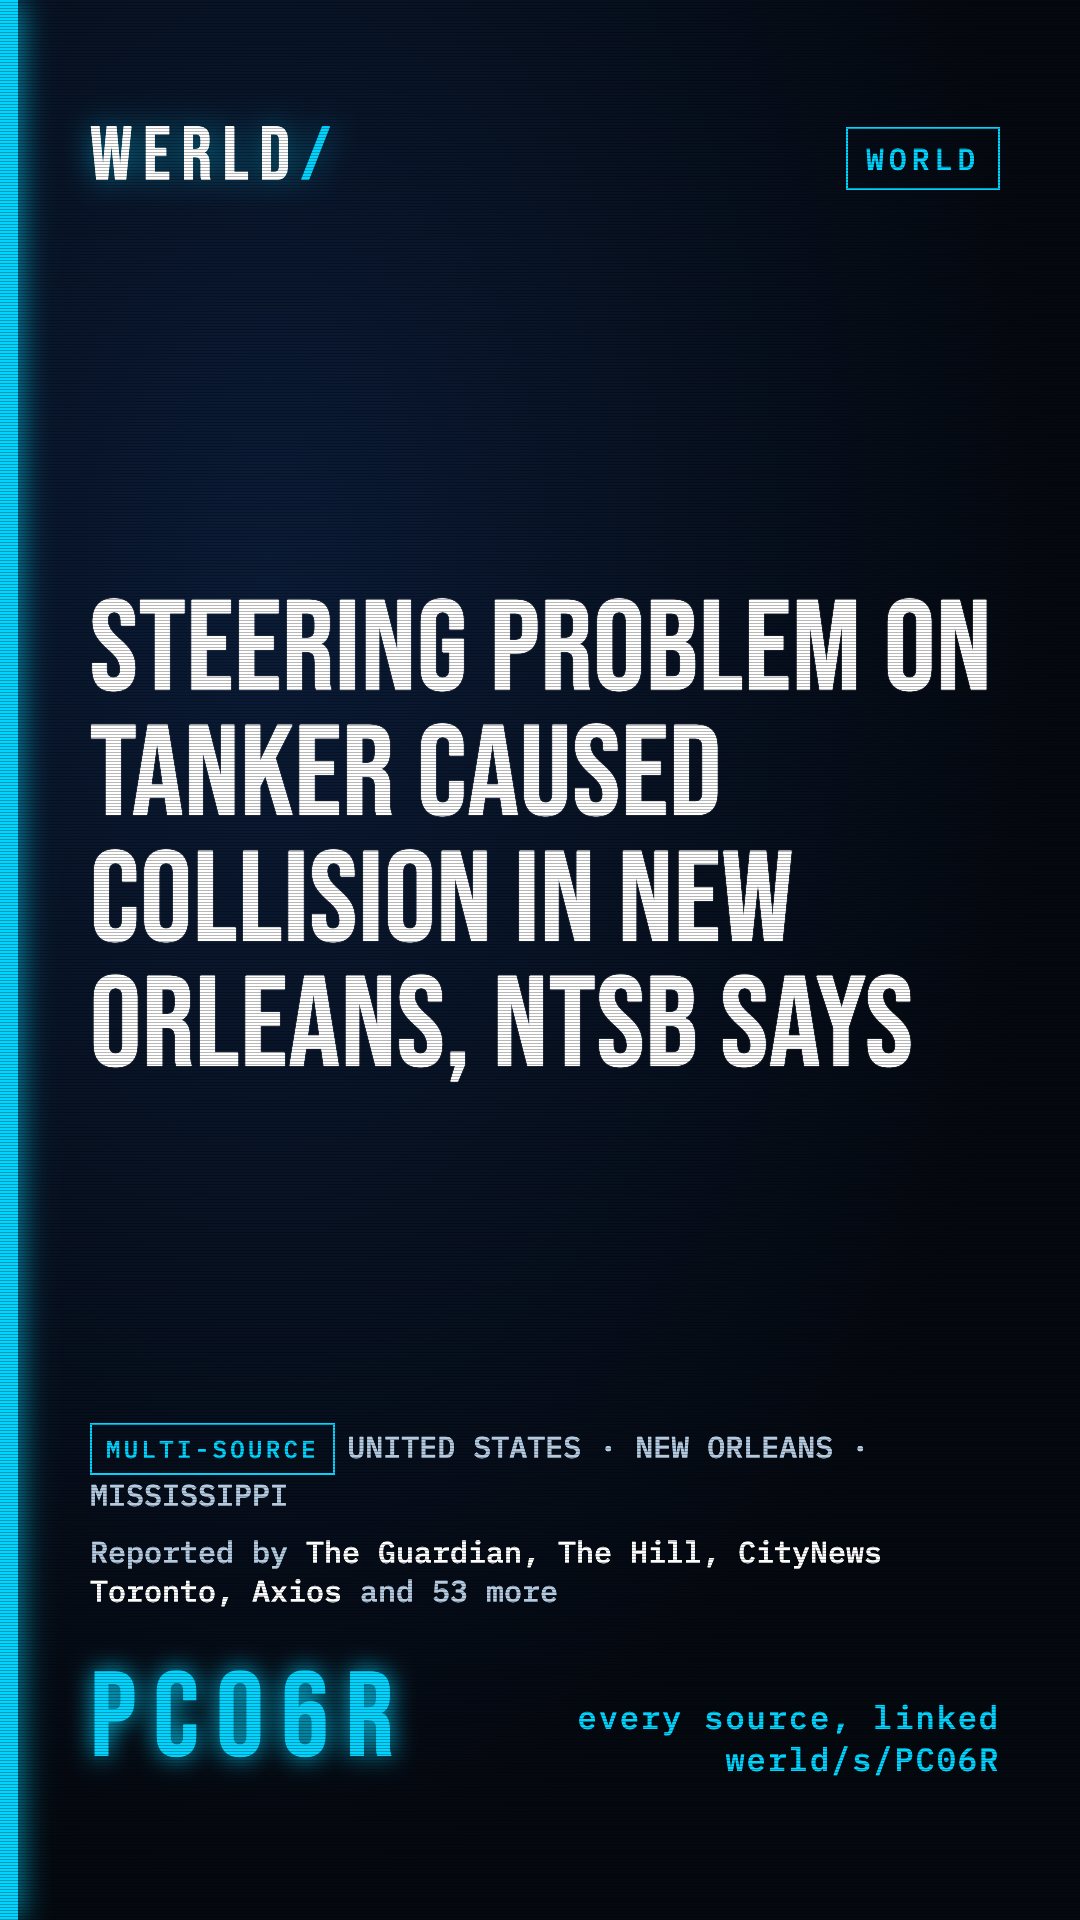 WERLD/
WORLD
STEERING PROBLEM ON
TANKER CAUSED
COLLISION IN NEW
ORLEANS, NTSB SAYS
MULTI-SOURCE UNITED STATES · NEW ORLEANS ·
MISSISSIPPI
Reported by The Guardian, The Hill, CityNews
Toronto, Axios and 53 more
PC06R
every source, linked
werld/s/PC06R